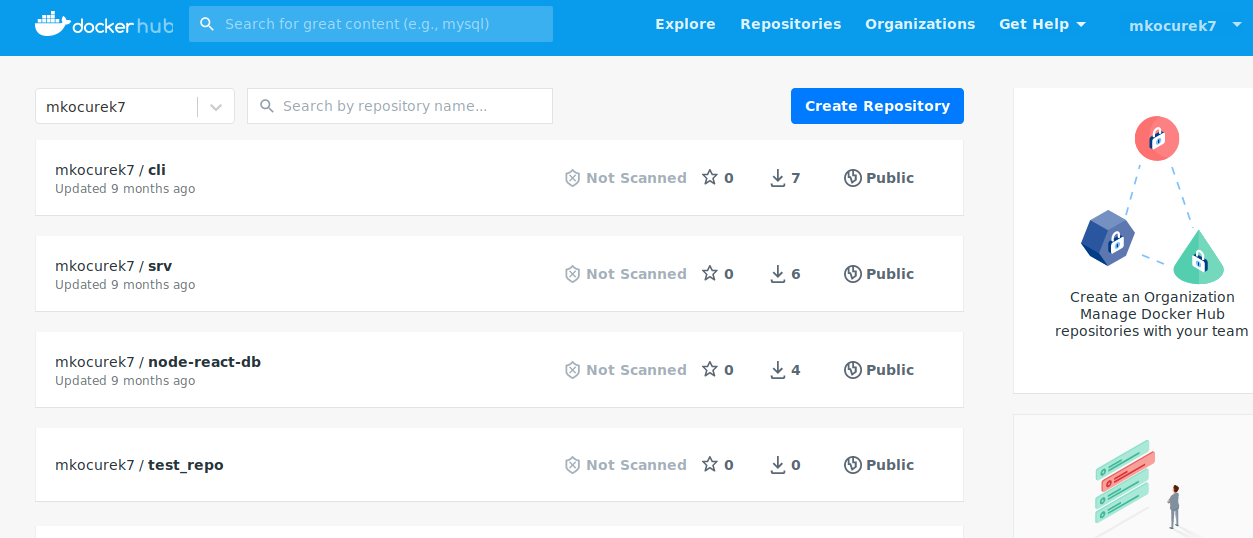 docker hub
Search for great content (e.g., mysql)
Explore
Repositories
Organizations
Get Help
mkocurek7
mkocurek7
Search by repository name...
Create Repository
mkocurek7 / cli
Updated 9 months ago
Not Scanned
0
7
Public
mkocurek7 / srv
Updated 9 months ago
Not Scanned
0
6
Public
mkocurek7 / node-react-db
Updated 9 months ago
Not Scanned
0
4
Public
mkocurek7 / test_repo
Not Scanned
0
0
Public
Create an Organization
Manage Docker Hub
repositories with your team